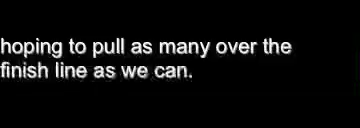 hoping to pull as many over the
finish line as we can.